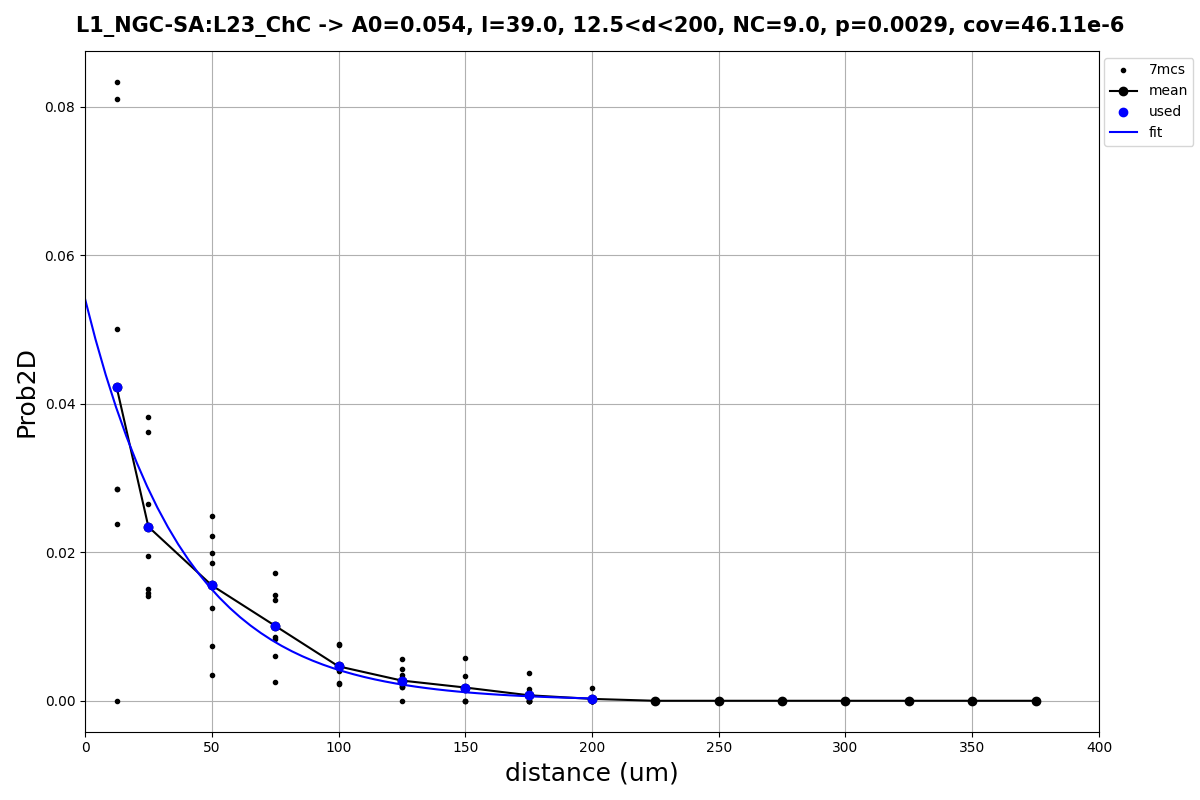 L1_NGC-SA:L23_ChC -> A0=0.054, l=39.0, 12.5<d<200, NC=9.0, p=0.0029, cov=46.11e-6
7mcs
mean
used
fit
Prob2D
0.08
0.06
0.04
0.02
0.00
0 50 100 150 200 250 300 350 400
distance (um)